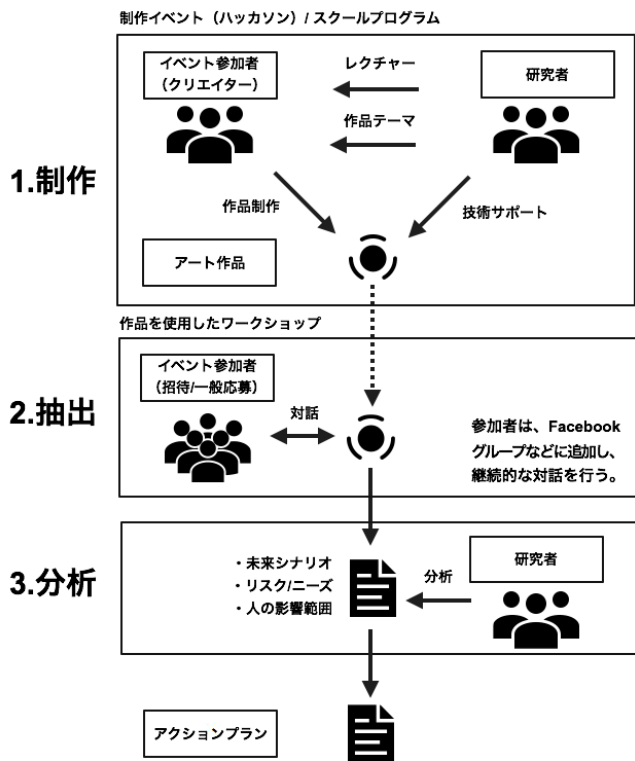 制作イベント（ハッカソン）/ スクールプログラム
イベント参加者
（クリエイター）
レクチャー
研究者
作品テーマ
1.制作
作品制作
技術サポート
アート作品
作品を使用したワークショップ
イベント参加者
（招待/一般応募）
2.抽出
対話
参加者は、Facebook
グループなどに追加し、
継続的な対話を行う。
3.分析
・未来シナリオ
・リスク/ニーズ
・人の影響範囲
分析
研究者
アクションプラン